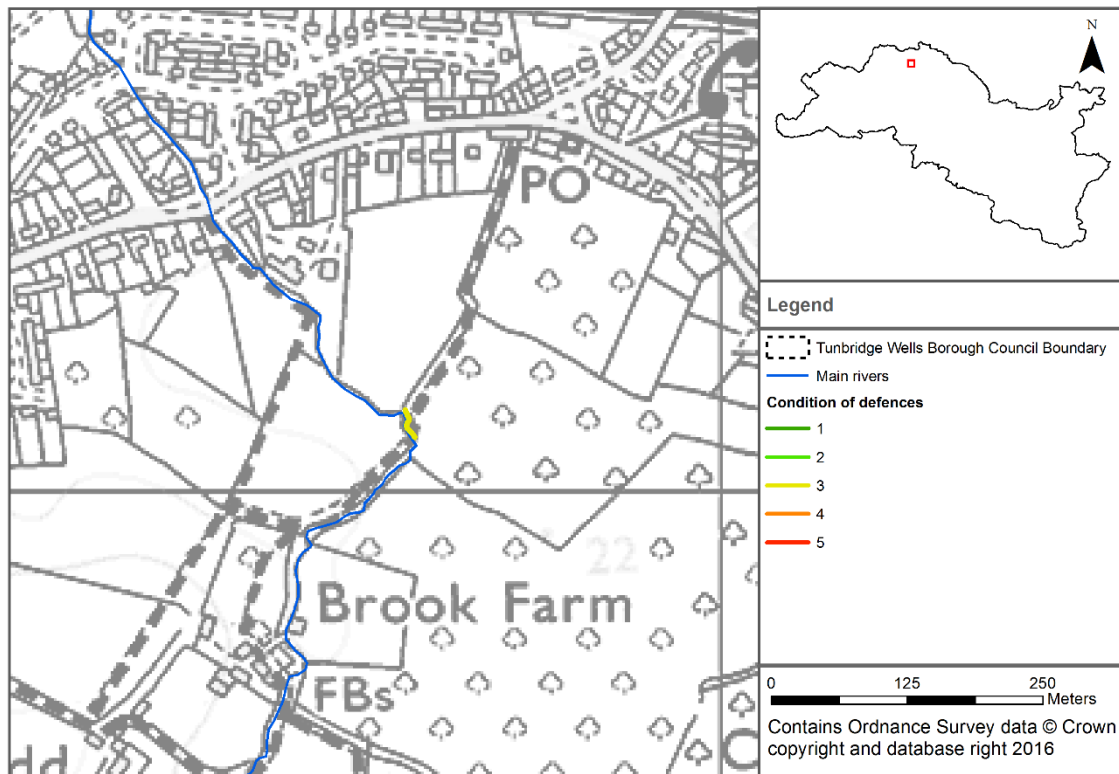 PO
22
Brook Farm
FBs
dd
N
Legend
Tunbridge Wells Borough Council Boundary
Main rivers
Condition of defences
1
2
3
4
5
0 125 250
Meters
Contains Ordnance Survey data © Crown
copyright and database right 2016